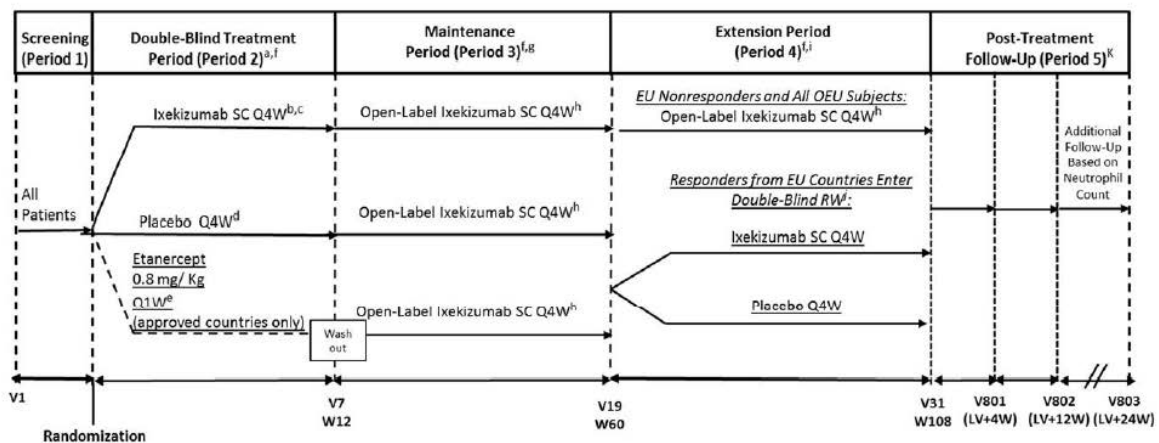 Screening
(Period 1)
Double-Blind Treatment
Period (Period 2)a,f
Maintenance
Period (Period 3)f,g
Extension Period
(Period 4)f,i
Post-Treatment
Follow-Up (Period 5)K
All
Patients
Ixekizumab SC Q4Wb,c
Placebo Q4Wd
Etanercept
0.8 mg/ Kg
Q1We
(approved countries only)
Wash
out
Open-Label Ixekizumab SC Q4Wh
Open-Label Ixekizumab SC Q4Wh
Open-Label Ixekizumab SC Q4Wh
EU Nonresponders and All OEU Subjects:
Open-Label Ixekizumab SC Q4Wh
Responders from EU Countries Enter
Double-Blind RWj:
Ixekizumab SC Q4W
Placebo Q4W
Additional
Follow-Up
Based on
Neutrophil
Count
V1
V7
W12
V19
W60
V31
W108
V801
(LV+4W)
V802
(LV+12W)
V803
(LV+24W)
Randomization